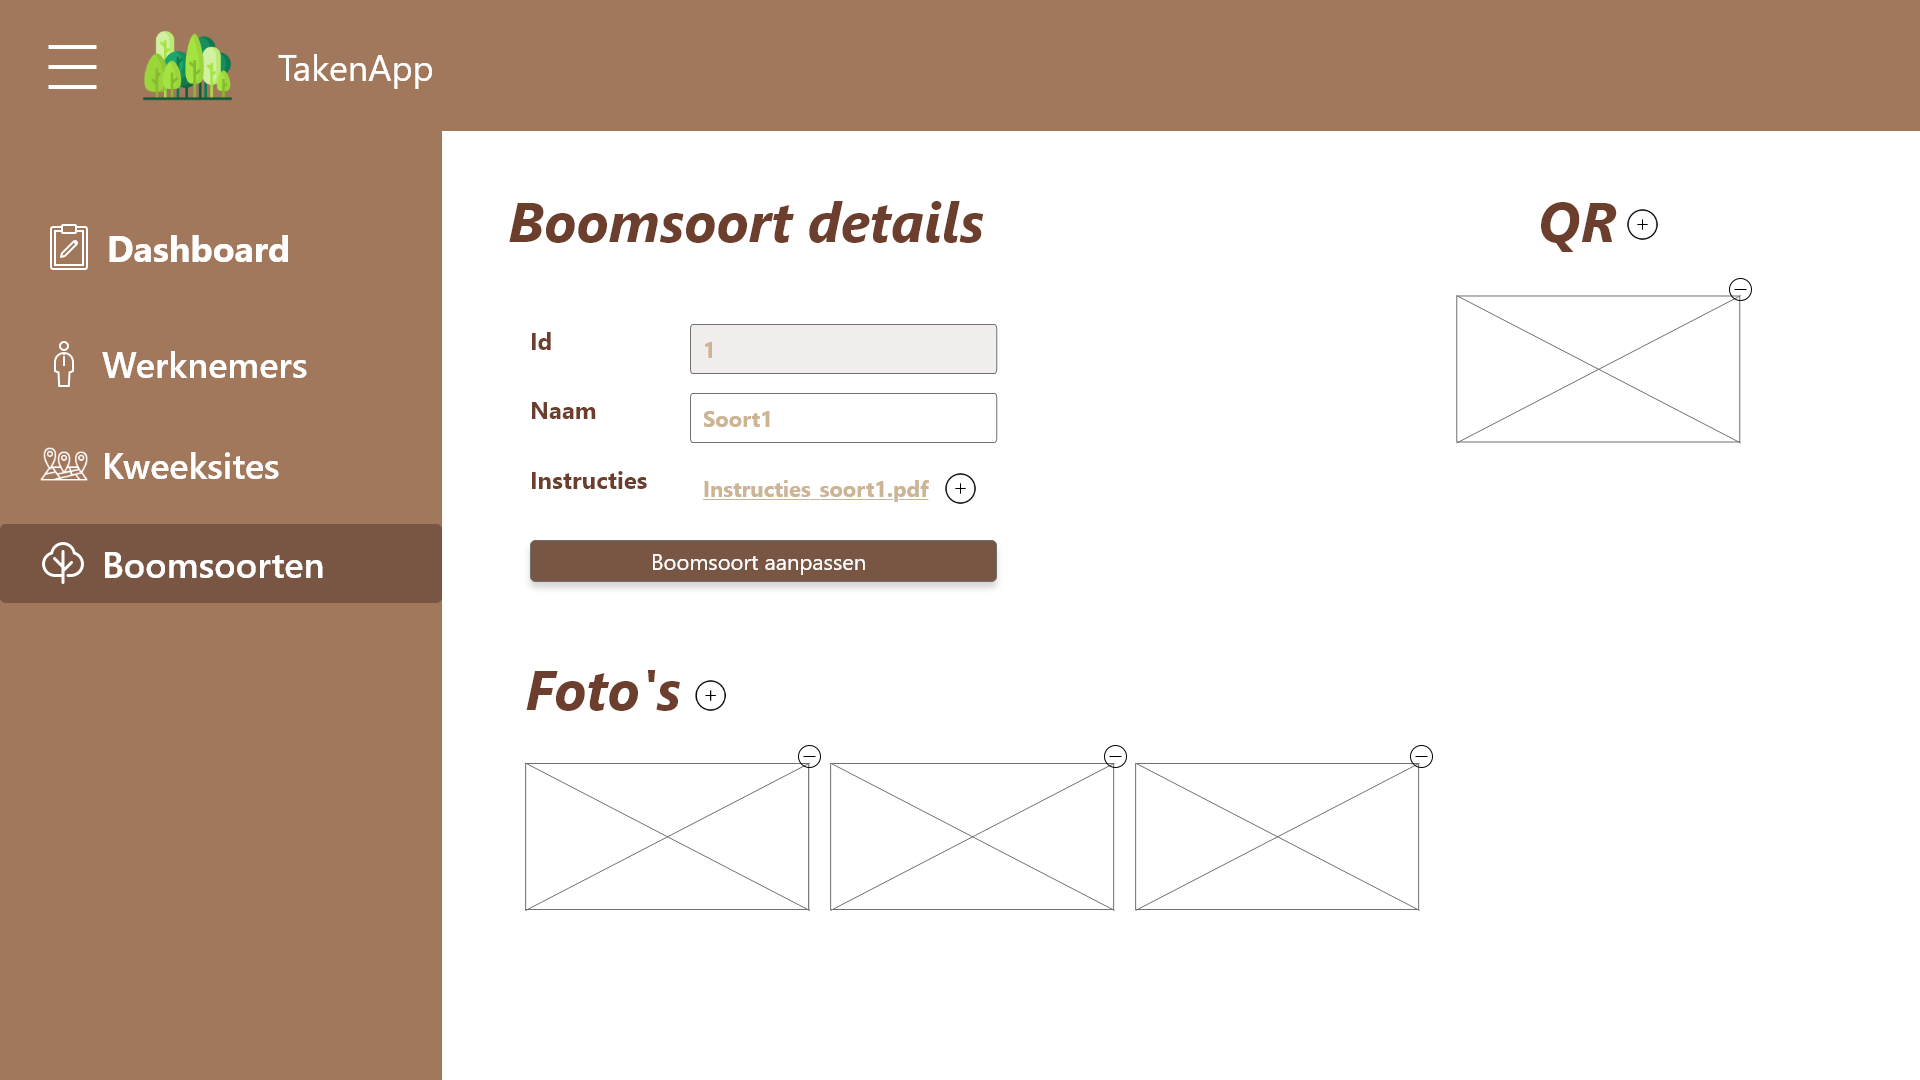 TakenApp
Dashboard
Werknemers
Kweeksites
Boomsoorten
Boomsoort details
Id
1
Naam
Soort1
Instructies
Instructies_soort1.pdf
Boomsoort aanpassen
QR
Foto's